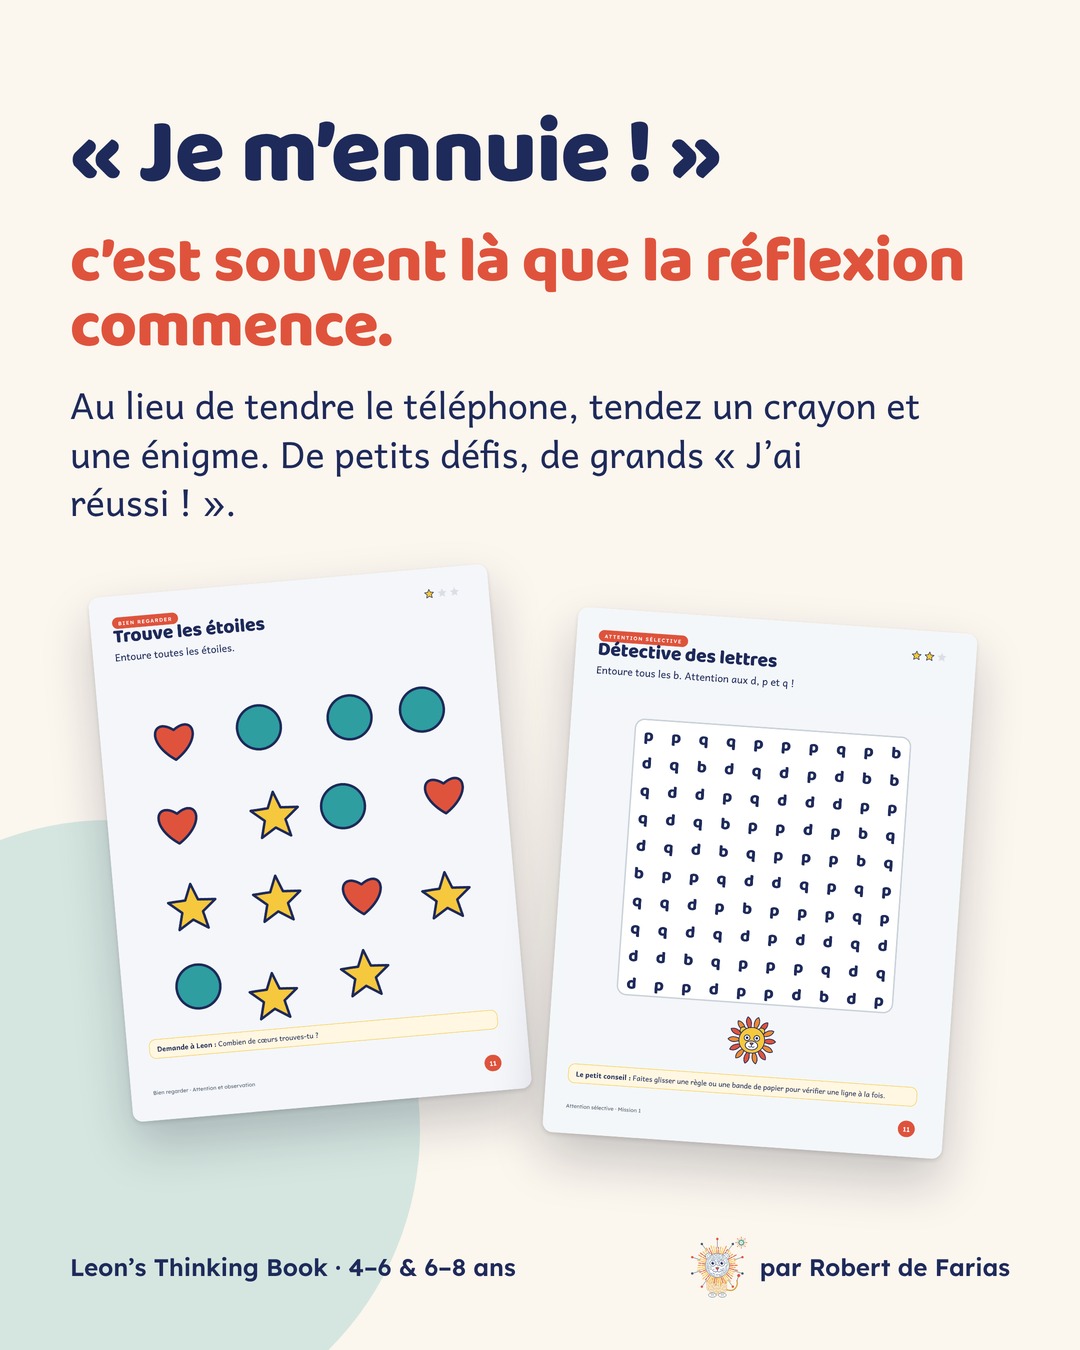 « Je m’ennuie ! »
c’est souvent là que la réflexion
commence.
Au lieu de tendre le téléphone, tendez un crayon et
une énigme. De petits défis, de grands « J’ai
réussi ! ».
BIEN REGARDER
Trouve les étoiles
Entoure toutes les étoiles.
Demande à Leon : Combien de cœurs trouves-tu ?
Bien regarder · Attention et observation
11
ATTENTION SÉLECTIVE
Détective des lettres
Entoure tous les b. Attention aux d, p et q !
p p q q p p p q p b
d q b d q d p d b b
q d d p q d d d p p
q d q b p p d p b q
d q d b q p p p b q
b p p q d d q p q p
q q d p b p p p q p
q q d q d p d d q d
d d b q p p p q d q
d p p d p p d b d p
Le petit conseil : Faites glisser une règle ou une bande de papier pour vérifier une ligne à la fois.
Attention sélective · Mission 1
11
Leon’s Thinking Book · 4–6 & 6–8 ans
par Robert de Farias